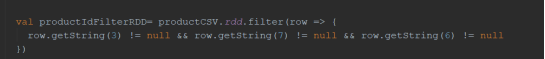 val productIdFilterRDD= productCSV.rdd.filter(row => {
row.getString(3) != null && row.getString(7) != null && row.getString(6) != null
})